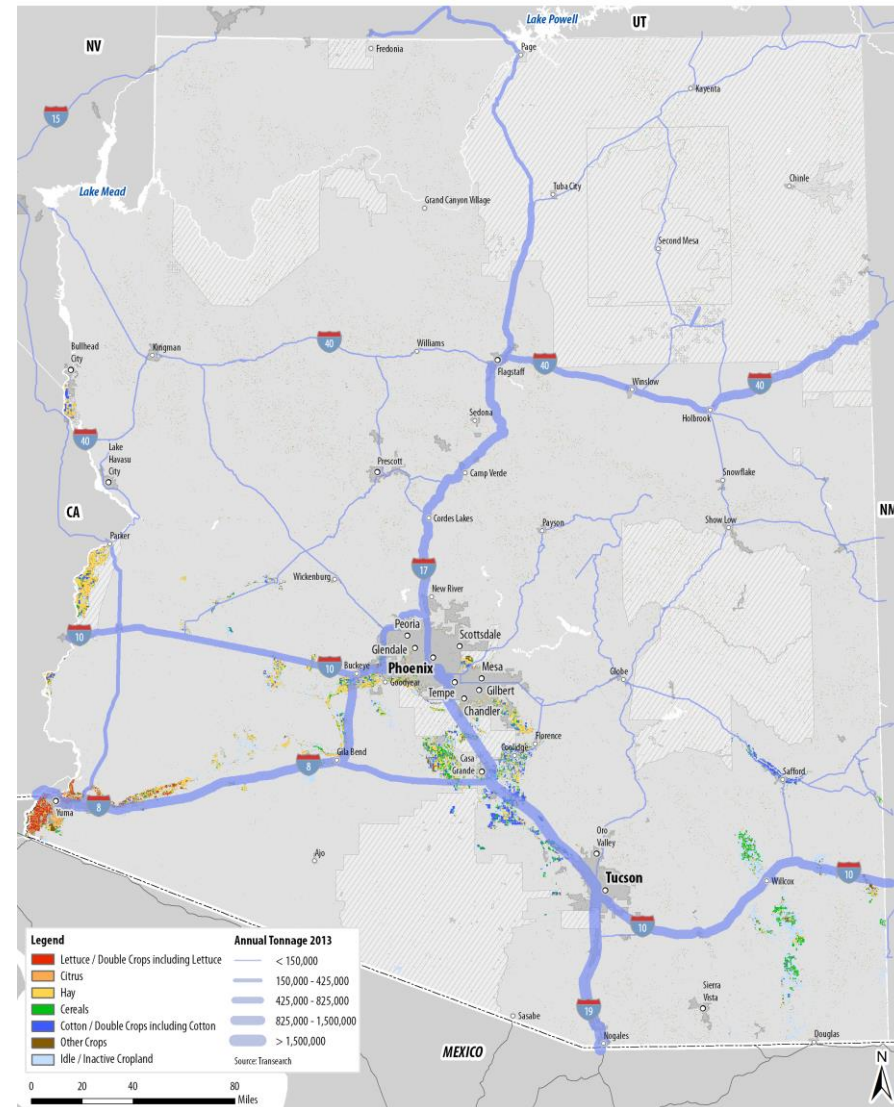 Lake Powell
UT
NV
Fredonia
Page
Kayenta
15
Lake Mead
Tuba City
Chinle
Grand Canyon Village
Second Mesa
Bullhead
City
Kingman
40
Williams
Flagstaff
40
Winslow
40
Holbrook
Sedona
40
Lake
Havasu
City
Prescott
Camp Verde
Snowflake
CA
Cordes Lakes
Payson
Show Low
NM
Parker
17
Wickenburg
New River
Peoria
Scottsdale
10
Glendale
10
Buckeye
Phoenix
Mesa
Globe
Goodyear
Tempe
Gilbert
Chandler
Florence
Coolidge
Gila Bend
8
Casa
Grande
Safford
8
Yuma
Oro
Valley
Ajo
Tucson
10
Willcox
10
Legend
Lettuce / Double Crops including Lettuce
Citrus
Hay
Cereals
Cotton / Double Crops including Cotton
Other Crops
Idle / Inactive Cropland
Annual Tonnage 2013
< 150,000
150,000 - 425,000
425,000 - 825,000
825,000 - 1,500,000
> 1,500,000
Source: Transearch
Sierra
Vista
19
Sasabe
Nogales
Douglas
MEXICO
N
0 20 40 80
Miles